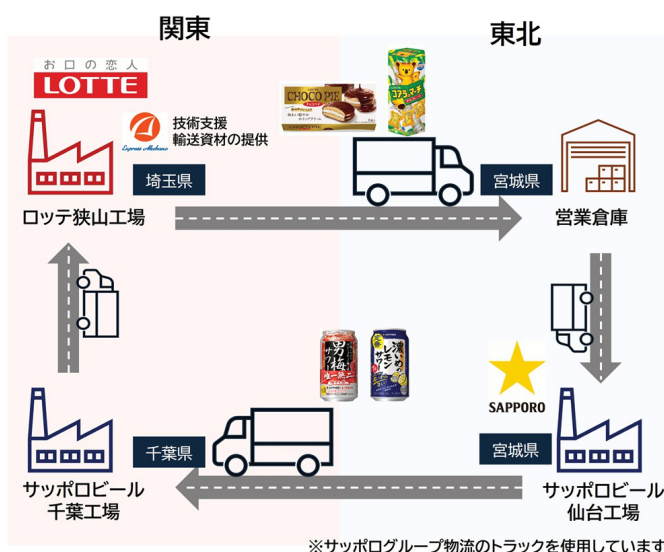 関東
東北
お口の恋人
LOTTE
Express Akebono
技術支援
輸送資材の提供
CHOCO PIE
コアラのマーチ
埼玉県
宮城県
ロッテ狭山工場
営業倉庫
男梅
サワー
濃いめの
レモン
サワー
SAPPORO
千葉県
宮城県
サッポロビール
千葉工場
サッポロビール
仙台工場
※サッポログループ物流のトラックを使用しています